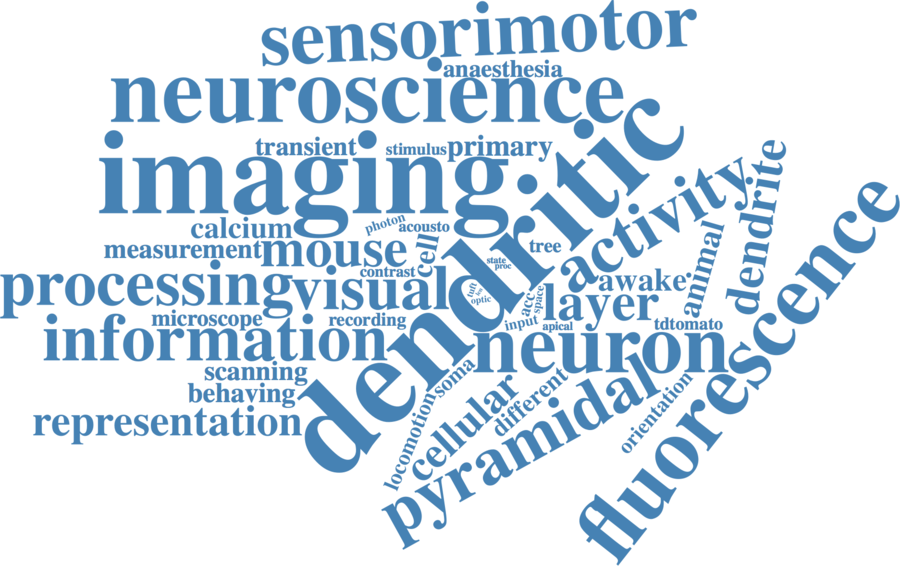 sensorimotor
anaesthesia
neuroscience
transient
stimulus
primary
imaging
dendritic
activity
dendrite
fluorescence
calcium
photon
acousto
measurement
mouse
cell
tree
contrast
state
proc
awake
animal
processing
visual
tuft
optic
acc
space
layer
microscope
recording
input
apical
tdtomato
information
neuron
scanning
soma
behaving
representation
locomotion
cellular
different
pyramidal
orientation